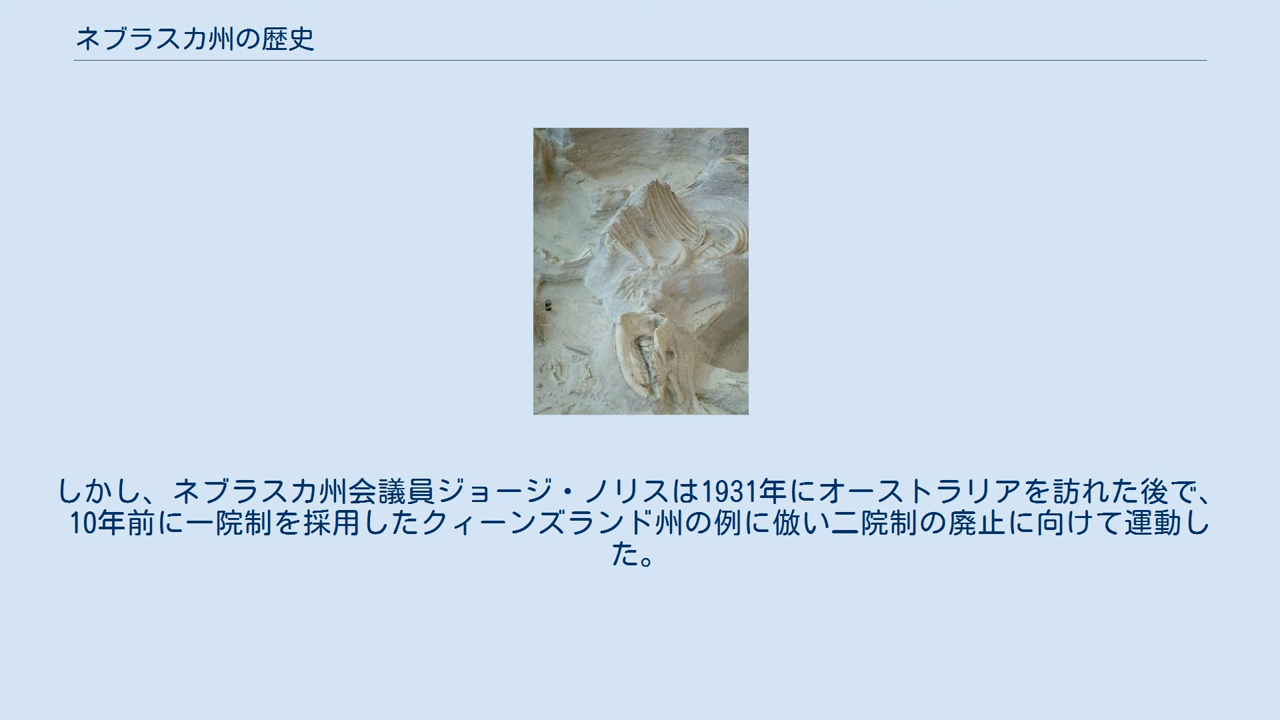 ネブラスカ州の歴史
しかし、ネブラスカ州会議員ジョージ・ノリスは1931年にオーストラリアを訪れた後で、
10年前に一院制を採用したクィーンズランド州の例に倣い二院制の廃止に向けて運動し
た。